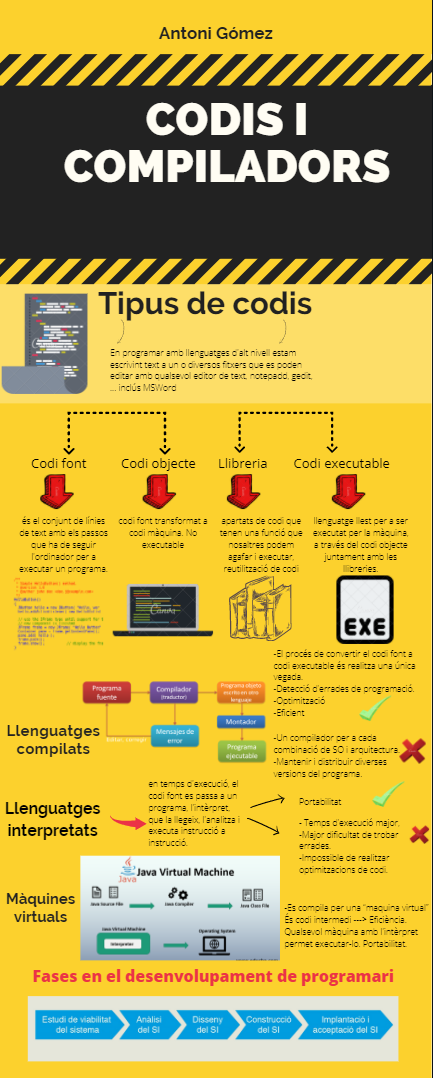 Antoni Gómez
CODIS I
COMPILADORS
Tipus de codis
En programar amb llenguatges d'alt nivell estam
escrivint text a un o diversos fitxers que es poden
editar amb qualsevol editor de text, notepadd, gedit,
... inclús MSWord
Codi font
Codi objecte
Llibreria
Codi executable
és el conjunt de línies
de text amb els passos
que ha de seguir
l'ordinador per a
executar un programa.
codi font transformat a
codi màquina. No
executable
apartats de codi que
tenen una función que
nosaltres podem
agafar i executar,
reutilizació de codi
llenguatge llest per a ser
executat per la màquina,
a través del codi objecte
juntament amb les
llibreries.
Canva
EXE
-El procés de convertir el codi font a
codi executable és realitza una única
vegada.
-Detecció d'errades de programació.
-Optimització
-Eficient
-Un compilador per a cada
combinació de SO i arquitectura.
-Mantenir i distribuir diverses
versions del programa.
Llenguatges
compilats
Programa
fuente
Compilador
(traductor)
Programa objeto
escrito en otro
lenguaje
Mensajes de
error
Montador
Programa
ejecutable
Llenguatges
interpretats
en temps d'execució, el
codi font es passa a un
programa, l'intèrpret,
que la llegeix, l'analitza i
executa instrucció a
instrucció.
Portabilitat
- Temps d'execució major,
-Major dificultat de trobar
errades.
-Impossible de realitzar
optimitzacions de codi.
Màquines
virtuals
Java
Java Virtual Machine
Java Source File
Java Compiler
Java Class File
Java Virtual Machine
Interpreter
Operating System
-Es compila per una "maquina virtual"
És codi intermedi ---> Eficiència.
Qualsevol màquina amb l'intèrpret
permet executar-lo. Portabilitat.
Fases en el desenvolupament de programari
Estudi de viabilitat
del sistema
Anàlisi
del SI
Disseny
del SI
Construcció
del SI
Implantació i
acceptació del SI